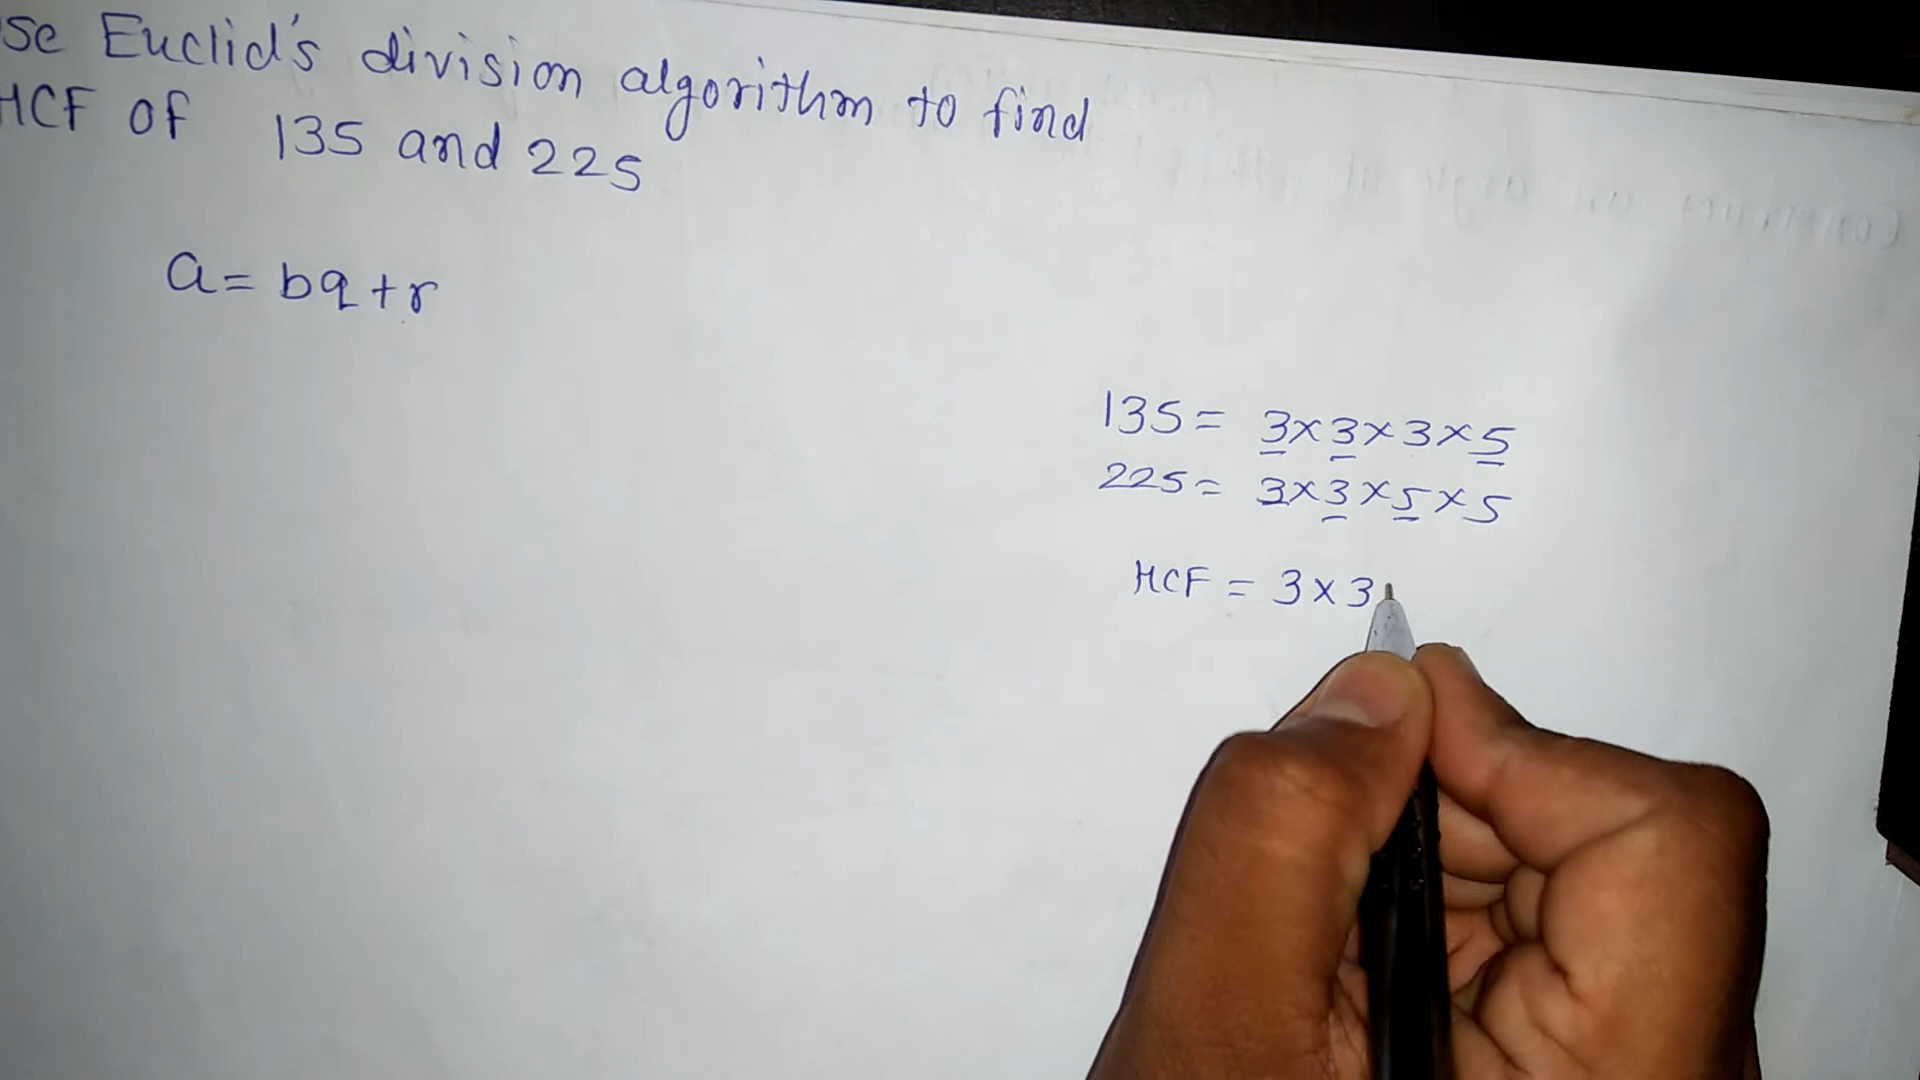 se Euclid's division algorithm to find
HCF of 135 and 225
a = bq + r
135 = 3×3×3×5
225 = 3×3×5×5
HCF = 3×3